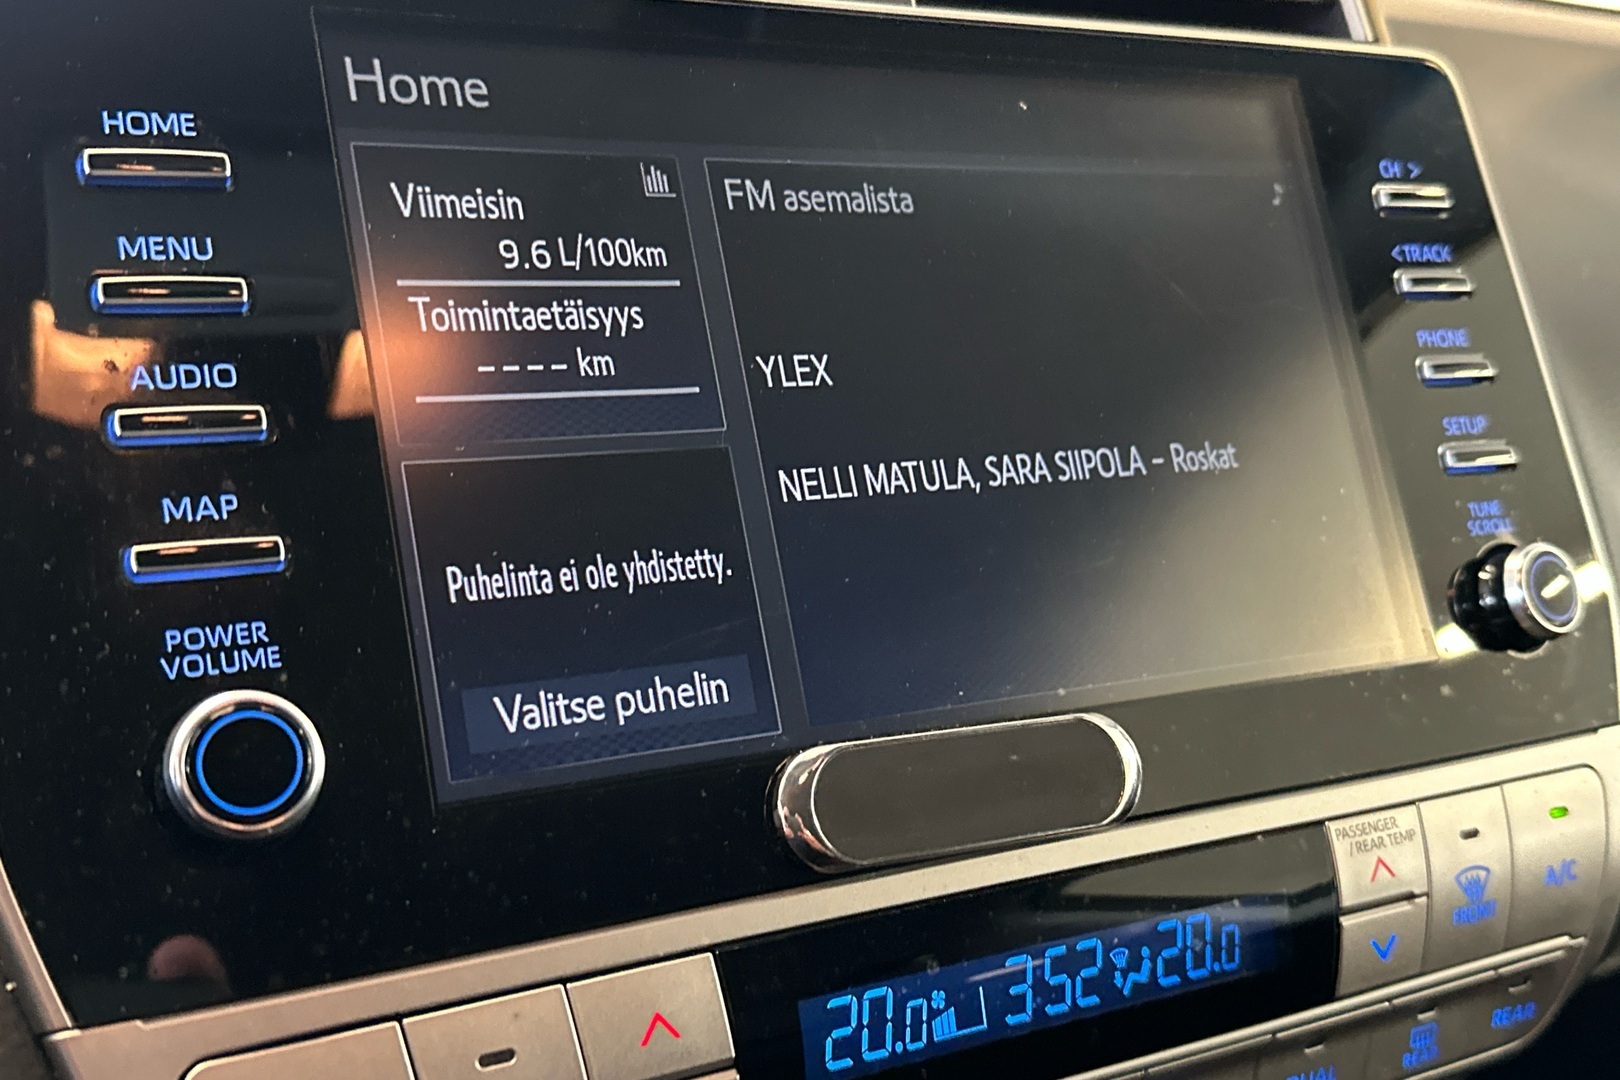 Home
HOME
MENU
AUDIO
MAP
POWER
VOLUME
Viimeisin
9.6 L/100km
Toimintaetäisyys
---- km
Puhelinta ei ole yhdistetty.
Valitse puhelin
FM asemalista
YLEX
NELLI MATULA, SARA SIIPOLA - Roskat
CH >
<TRACK
PHONE
SETUP
TUNE
SCROLL
PASSENGER
/REAR TEMP
FRONT
A/C
20.0 3:52 20.0
REAR
REAR
DUAL